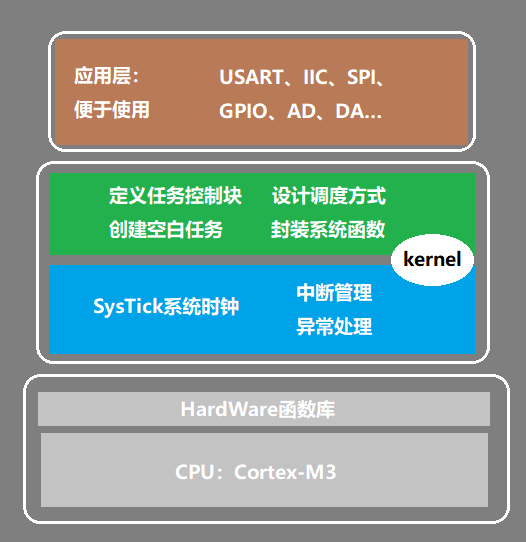 应用层：
便于使用
USART、IIC、SPI、
GPIO、AD、DA...
定义任务控制块 设计调度方式
创建空白任务 封装系统函数
kernel
SysTick系统时钟
中断管理
异常处理
HardWare函数库
CPU：Cortex-M3